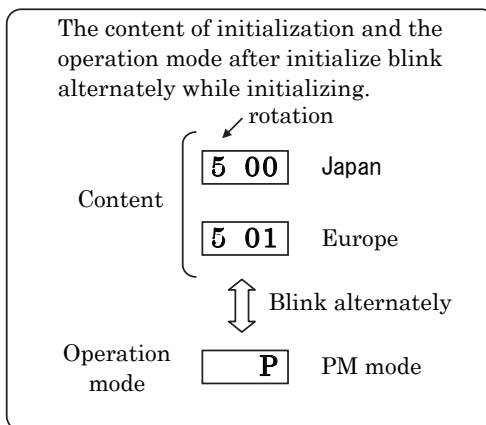 The content of initialization and the
operation mode after initialize blink
alternately while initializing.
rotation
5 00 Japan
Content
5 01 Europe
Blink alternately
Operation
mode
P PM mode